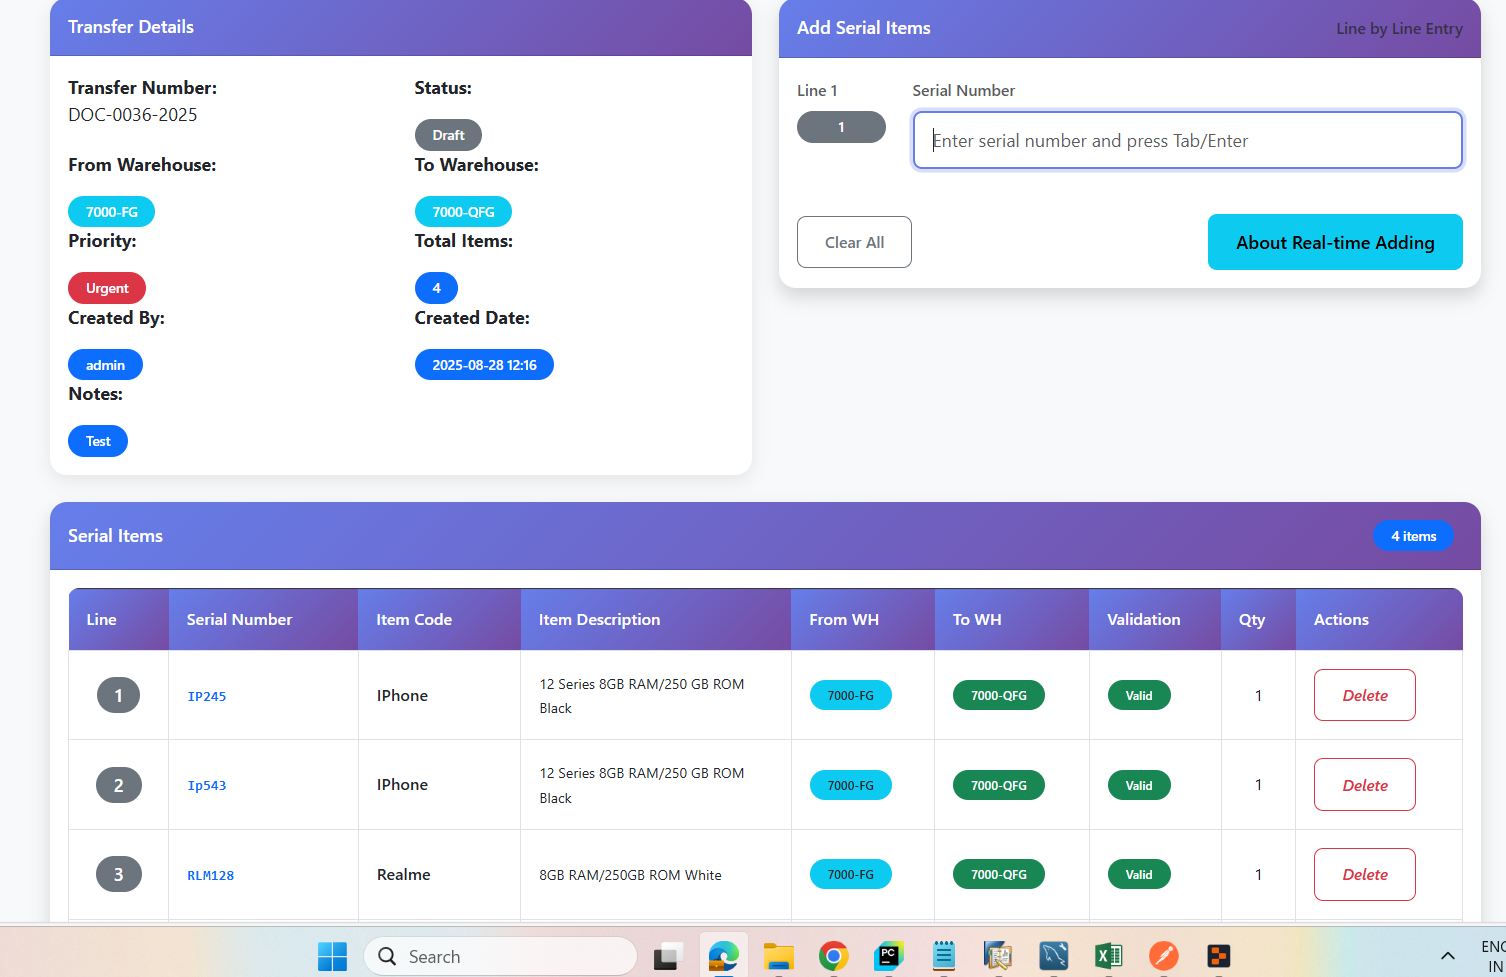 Transfer Details
Transfer Number:
DOC-0036-2025
Status:
Draft
From Warehouse:
7000-FG
To Warehouse:
7000-QFG
Priority:
Urgent
Total Items:
4
Created By:
admin
Created Date:
2025-08-28 12:16
Notes:
Test
Add Serial Items
Line by Line Entry
Line 1
1
Serial Number
Enter serial number and press Tab/Enter
Clear All
About Real-time Adding
Serial Items
4 items
Line Serial Number Item Code Item Description From WH To WH Validation Qty Actions
1 IP245 IPhone 12 Series 8GB RAM/250 GB ROM Black 7000-FG 7000-QFG Valid 1 Delete
2 Ip543 IPhone 12 Series 8GB RAM/250 GB ROM Black 7000-FG 7000-QFG Valid 1 Delete
3 RLM128 Realme 8GB RAM/250GB ROM White 7000-FG 7000-QFG Valid 1 Delete
Search
PC
ENG
IN